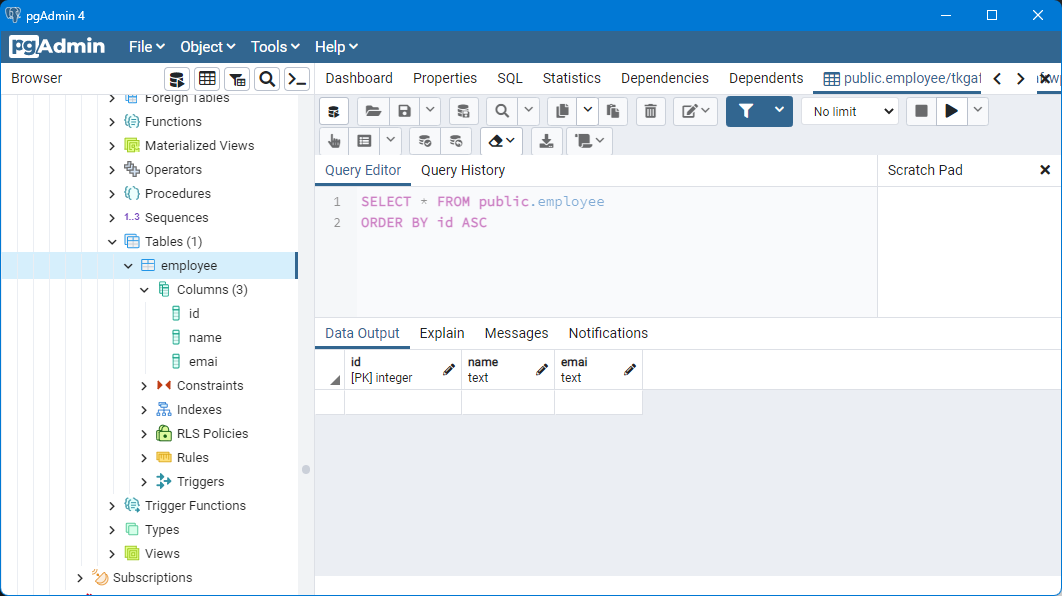 pgAdmin 4
pgAdmin File Object Tools Help
Browser
Dashboard Properties SQL Statistics Dependencies Dependents public.employee/tkgaf
No limit
Foreign Tables
Functions
Materialized Views
Operators
Procedures
1..3 Sequences
Tables (1)
employee
Columns (3)
id
name
emai
Constraints
Indexes
RLS Policies
Rules
Triggers
Trigger Functions
Types
Views
Subscriptions
Query Editor Query History
Scratch Pad
1 SELECT * FROM public.employee
2 ORDER BY id ASC
Data Output Explain Messages Notifications
id name emai
[PK] integer text text